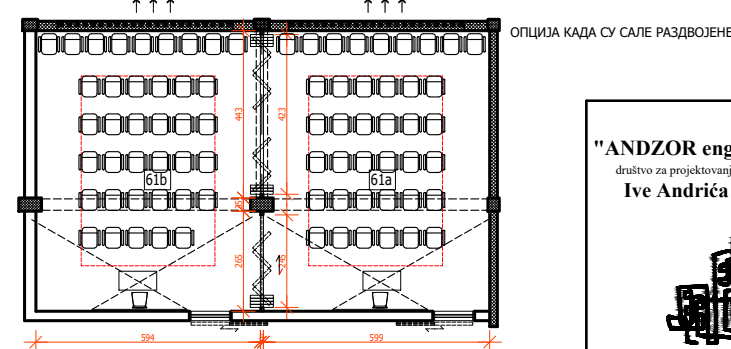 ОПЦИЈА КАДА СУ САЛЕ РАЗДВОЈЕНЕ
443
423
"ANDZOR eng
društvo za projektovanj
Ive Andrića
61b
61a
265
245
594
599